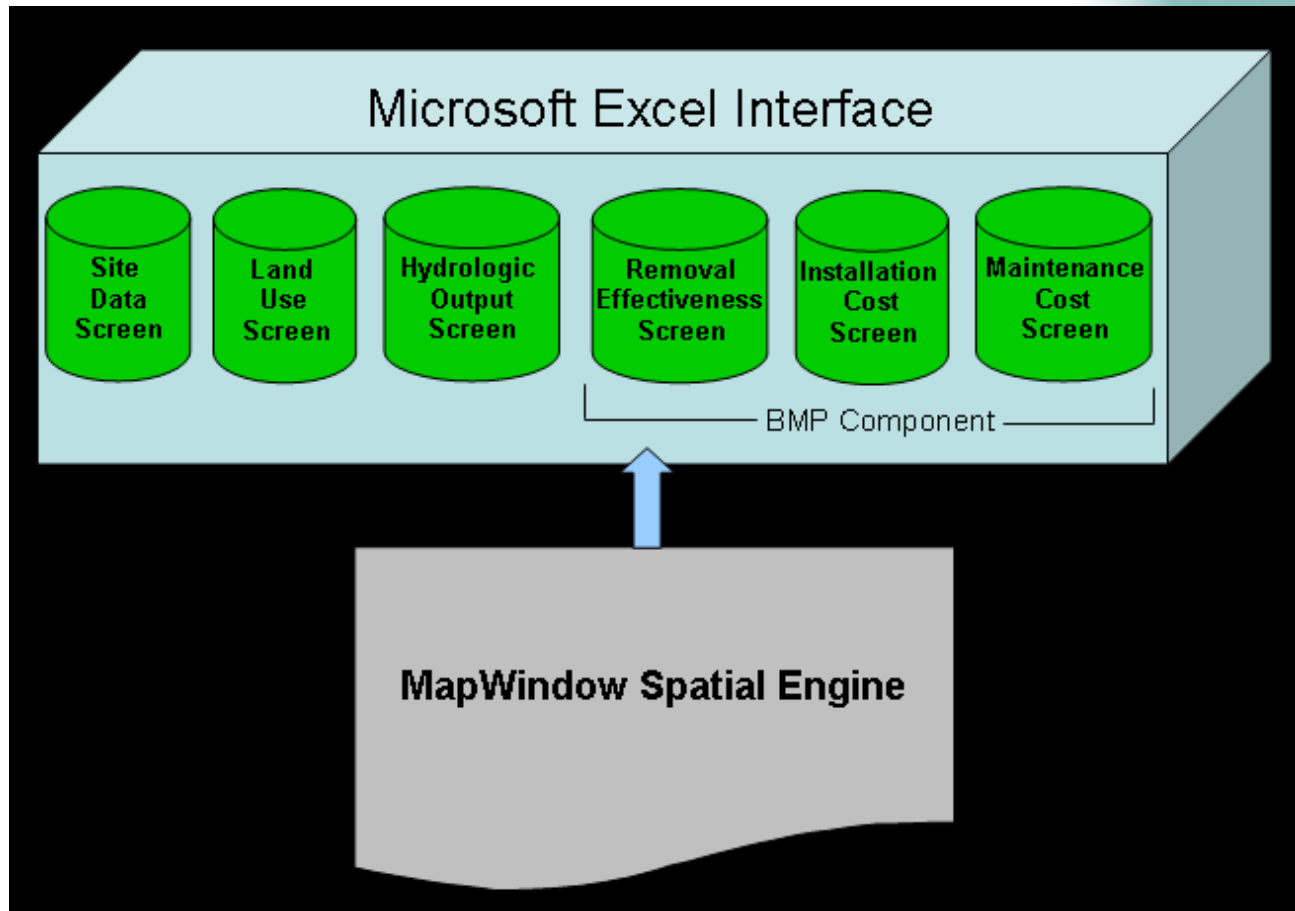 Microsoft Excel Interface
Site
Data
Screen
Land
Use
Screen
Hydrologic
Output
Screen
Removal
Effectiveness
Screen
Installation
Cost
Screen
Maintenance
Cost
Screen
BMP Component
MapWindow Spatial Engine